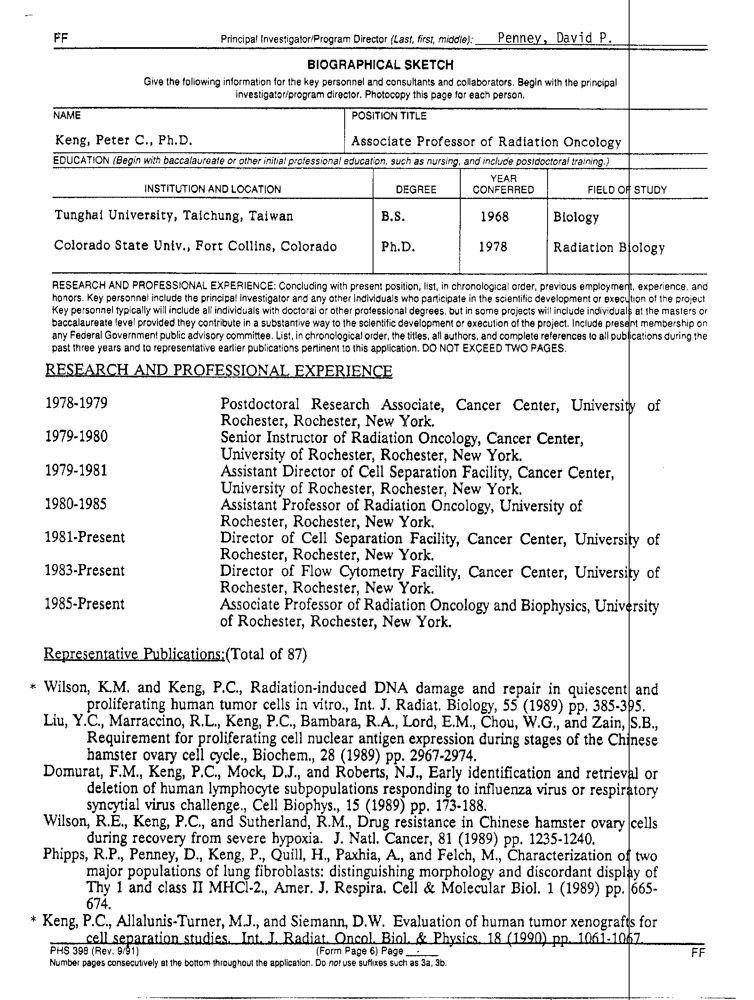 FF Principal Investigator/Program Director (Last, first, middle): Penney, David P.
BIOGRAPHICAL SKETCH
Give the following information for the key personnel and consultants and collaborators. Begin with the principal
investigator/program director. Photocopy this page for each person.
NAME POSITION TITLE
Keng, Peter C., Ph.D. Associate Professor of Radiation Oncology
EDUCATION (Begin with baccalaureate or other initial professional education, such as nursing, and include postdoctoral training.)
INSTITUTION AND LOCATION DEGREE YEAR CONFERRED FIELD OF STUDY
Tunghai University, Taichung, Taiwan B.S. 1968 Biology
Colorado State Univ., Fort Collins, Colorado Ph.D. 1978 Radiation Biology
RESEARCH AND PROFESSIONAL EXPERIENCE: Concluding with present position, list, in chronological order, previous employment, experience, and
honors. Key personnel include the principal investigator and any other individuals who participate in the scientific development or execution of the project
Key personnel typically will include all individuals with doctoral or other professional degrees, but in some projects will include individuals at the masters or
baccalaureate level provided they contribute in a substantive way to the scientific development or execution of the project. Include present membership on
any Federal Government public advisory committee. List, in chronological order, the titles, all authors, and complete references to all publications during the
past three years and to representative earlier publications pertinent to this application. DO NOT EXCEED TWO PAGES.
RESEARCH AND PROFESSIONAL EXPERIENCE
1978-1979 Postdoctoral Research Associate, Cancer Center, University of
Rochester, Rochester, New York.
1979-1980 Senior Instructor of Radiation Oncology, Cancer Center,
University of Rochester, Rochester, New York.
1979-1981 Assistant Director of Cell Separation Facility, Cancer Center,
University of Rochester, Rochester, New York.
1980-1985 Assistant Professor of Radiation Oncology, University of
Rochester, Rochester, New York.
1981-Present Director of Cell Separation Facility, Cancer Center, University of
Rochester, Rochester, New York.
1983-Present Director of Flow Cytometry Facility, Cancer Center, University of
Rochester, Rochester, New York.
1985-Present Associate Professor of Radiation Oncology and Biophysics, University
of Rochester, Rochester, New York.
Representative Publications:(Total of 87)
* Wilson, K.M. and Keng, P.C., Radiation-induced DNA damage and repair in quiescent and
proliferating human tumor cells in vitro., Int. J. Radiat. Biology, 55 (1989) pp. 385-395.
Liu, Y.C., Marraccino, R.L., Keng, P.C., Bambara, R.A., Lord, E.M., Chou, W.G., and Zain, S.B.,
Requirement for proliferating cell nuclear antigen expression during stages of the Chinese
hamster ovary cell cycle., Biochem., 28 (1989) pp. 2967-2974.
Domurat, F.M., Keng, P.C., Mock, D.J., and Roberts, N.J., Early identification and retrieval or
deletion of human lymphocyte subpopulations responding to influenza virus or respiratory
syncytial virus challenge., Cell Biophys., 15 (1989) pp. 173-188.
Wilson, R.E., Keng, P.C., and Sutherland, R.M., Drug resistance in Chinese hamster ovary cells
during recovery from severe hypoxia. J. Natl. Cancer, 81 (1989) pp. 1235-1240.
Phipps, R.P., Penney, D., Keng, P., Quill, H., Paxhia, A., and Felch, M., Characterization of two
major populations of lung fibroblasts: distinguishing morphology and discordant display of
Thy 1 and class II MHCl-2., Amer. J. Respira. Cell & Molecular Biol. 1 (1989) pp. 665-
674.
* Keng, P.C., Allalunis-Turner, M.J., and Siemann, D.W. Evaluation of human tumor xenografts for
cell separation studies. Int. J. Radiat. Oncol. Biol. & Physics. 18 (1990) pp. 1061-1067.
PHS 398 (Rev. 9/91) (Form Page 6) Page FF
Number pages consecutively at the bottom throughout the application. Do not use suffixes such as 3a, 3b.